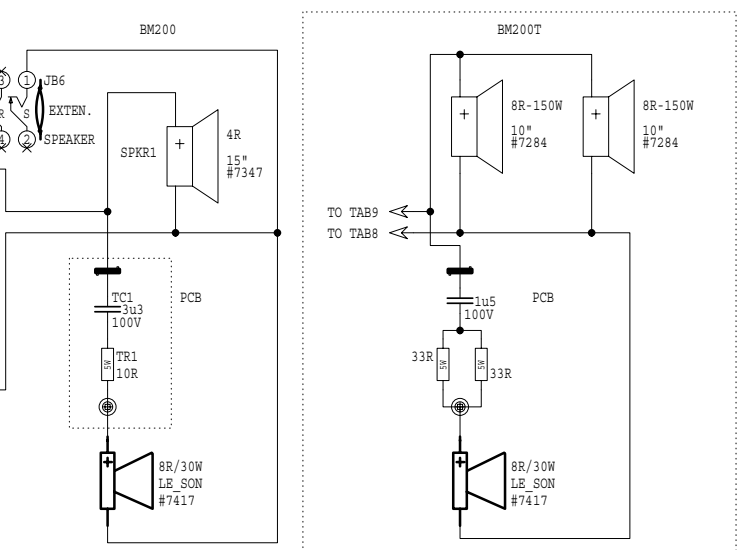 BM200
3
1
JB6
EXTEN.
R
S
4
2
SPEAKER
SPKR1
+
4R
15"
#7347
TC1
3u3
100V
PCB
5W
TR1
10R
+
8R/30W
LE_SON
#7417
BM200T
+
8R-150W
10"
#7284
+
8R-150W
10"
#7284
TO TAB9
TO TAB8
1u5
100V
PCB
33R
5W
5W
33R
+
8R/30W
LE_SON
#7417